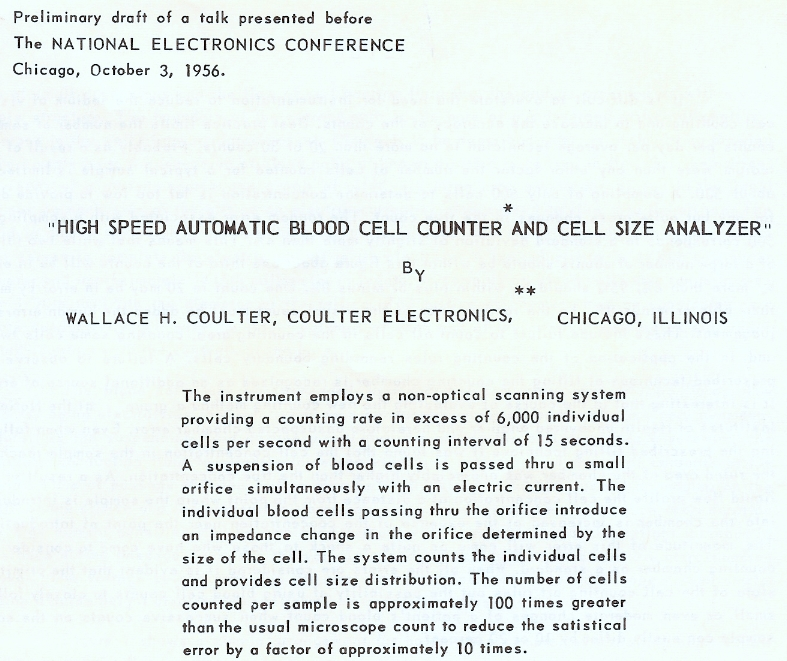 Preliminary draft of a talk presented before
The NATIONAL ELECTRONICS CONFERENCE
Chicago, October 3, 1956.
*
"HIGH SPEED AUTOMATIC BLOOD CELL COUNTER AND CELL SIZE ANALYZER"
BY
**
WALLACE H. COULTER, COULTER ELECTRONICS, CHICAGO, ILLINOIS
The instrument employs a non-optical scanning system
providing a counting rate in excess of 6,000 individual
cells per second with a counting interval of 15 seconds.
A suspension of blood cells is passed thru a small
orifice simultaneously with an electric current. The
individual blood cells passing thru the orifice introduce
an impedance change in the orifice determined by the
size of the cell. The system counts the individual cells
and provides cell size distribution. The number of cells
counted per sample is approximately 100 times greater
than the usual microscope count to reduce the satistical
error by a factor of approximately 10 times.